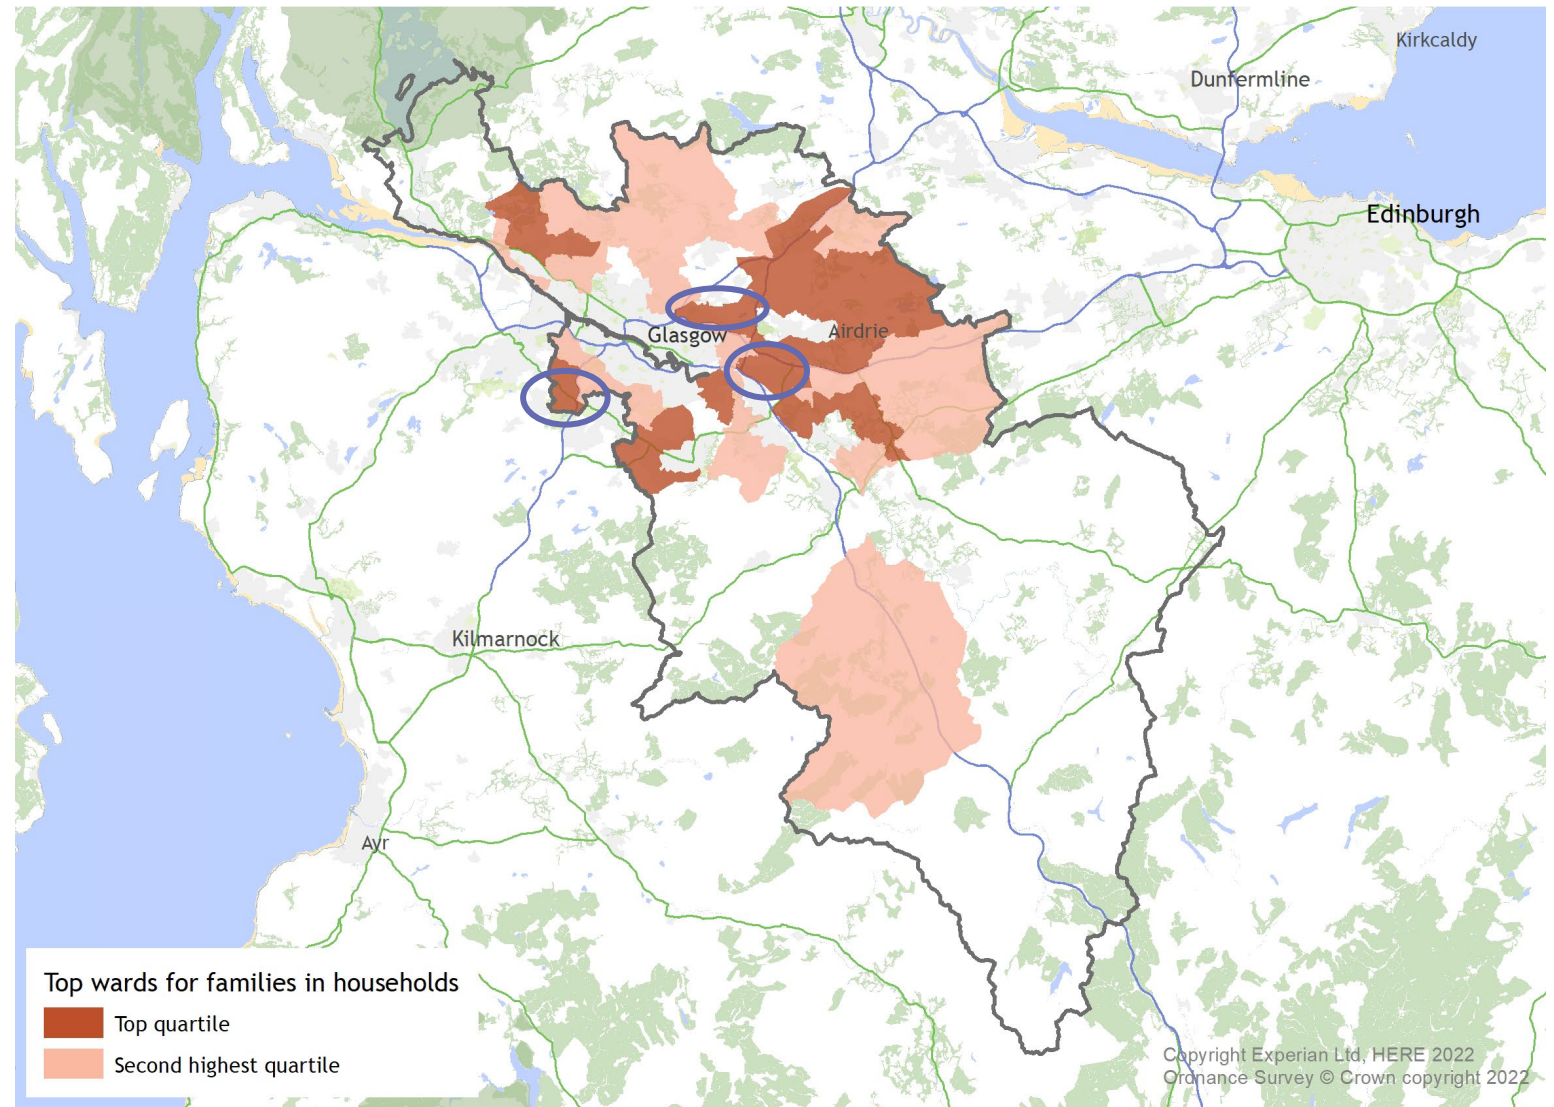 Kirkcaldy
Dunfermline
Edinburgh
Glasgow
Airdrie
Kilmarnock
Ayr
Top wards for families in households
Top quartile
Second highest quartile
Copyright Experian Ltd, HERE 2022
Ordnance Survey © Crown copyright 2022